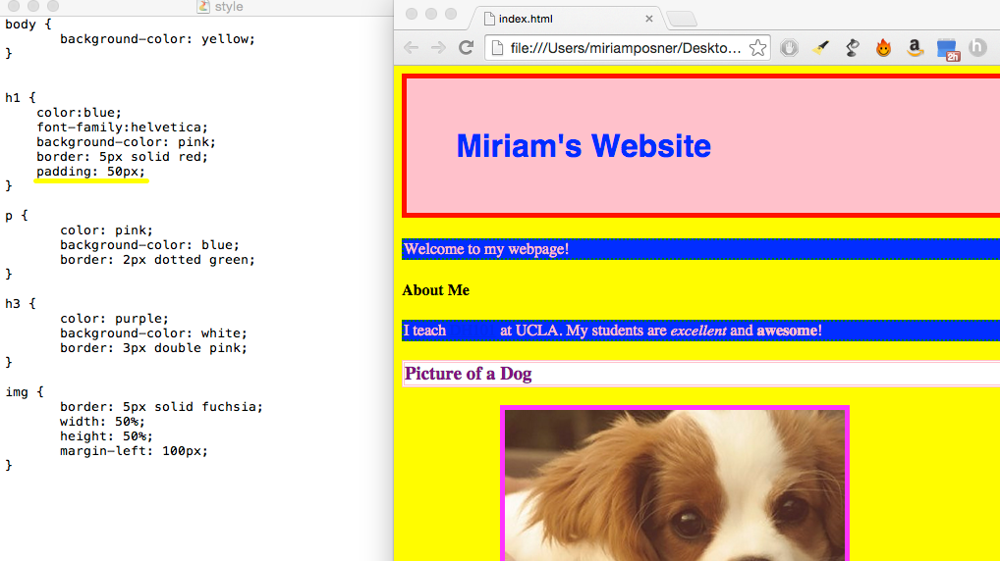 style
body {
background-color: yellow;
}
h1 {
color:blue;
font-family:helvetica;
background-color: pink;
border: 5px solid red;
padding: 50px;
}
p {
color: pink;
background-color: blue;
border: 2px dotted green;
}
h3 {
color: purple;
background-color: white;
border: 3px double pink;
}
img {
border: 5px solid fuchsia;
width: 50%;
height: 50%;
margin-left: 100px;
}
index.html
file:///Users/miriamposner/Deskto...
a
2h
h
Miriam's Website
Welcome to my webpage!
About Me
I teach at UCLA. My students are excellent and awesome!
Picture of a Dog